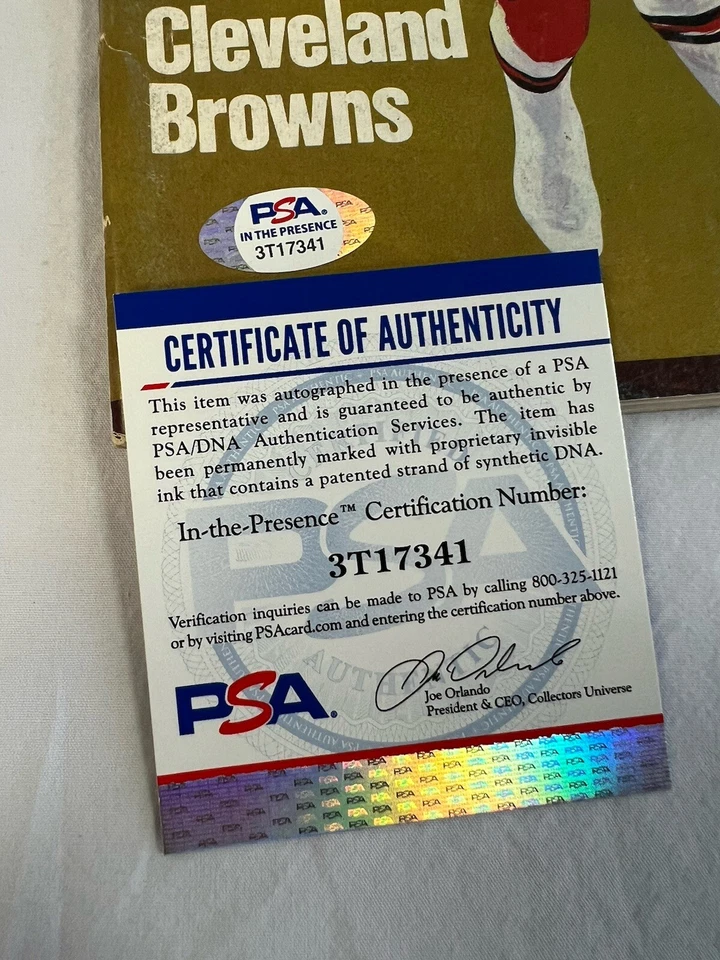 Cleveland
Browns
PSA®
IN THE PRESENCE
3T17341
CERTIFICATE OF AUTHENTICITY
This item was autographed in the presence of a PSA
representative and is guaranteed to be authentic by
PSA/DNA Authentication Services. The item has
been permanently marked with proprietary invisible
ink that contains a patented strand of synthetic DNA.
In-the-Presence™ Certification Number:
3T17341
Verification inquiries can be made to PSA by calling 800-325-1121
or by visiting PSAcard.com and entering the certification number above.
PSA®
Joe Orlando
President & CEO, Collectors Universe